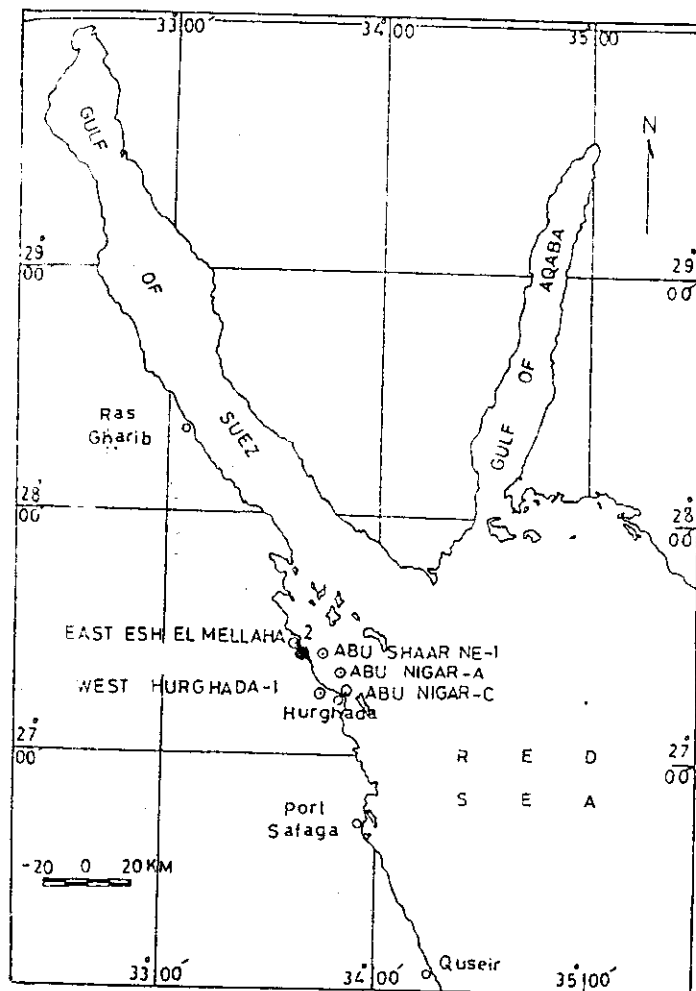 33°00' 34°00' 35°00'
N
GULF OF SUEZ
GULF OF AQABA
29°00' 29°00'
Ras
Gharib
28°00' 28°00'
EAST ESH EL MELLAHA 2
ABU SHAAR NE-1
ABU NIGAR-A
WEST HURGHADA-1
ABU NIGAR-C
Hurghada
27°00' 27°00'
RED
SEA
Port
Safaga
-20 0 20 KM
Quseir
33°00' 34°00' 35°00'